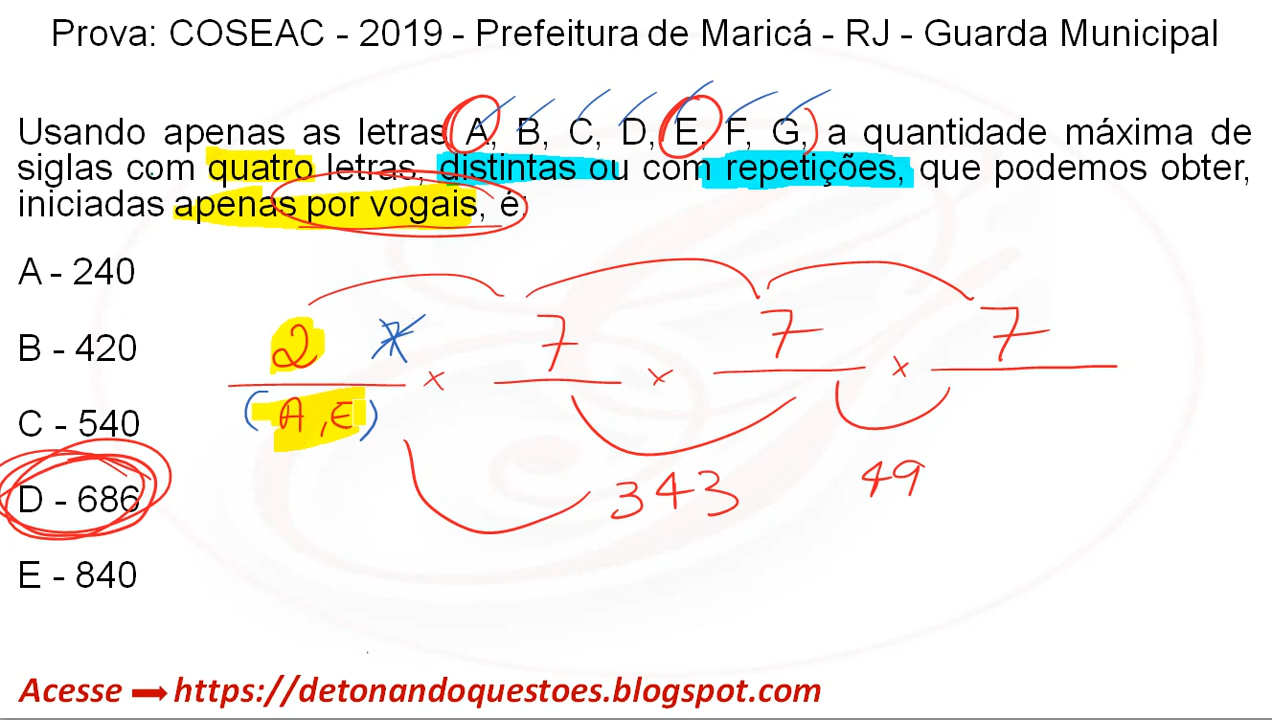 Prova: COSEAC - 2019 - Prefeitura de Maricá - RJ - Guarda Municipal
Usando apenas as letras A, B, C, D, E, F, G, a quantidade máxima de
siglas com quatro letras, distintas ou com repetições, que podemos obter,
iniciadas apenas por vogais, é:
A - 240
B - 420
C - 540
D - 686
E - 840
2 7 × 7 × 7 × 7
(A, E)
343 49
Acesse ➡ https://detonandoquestoes.blogspot.com